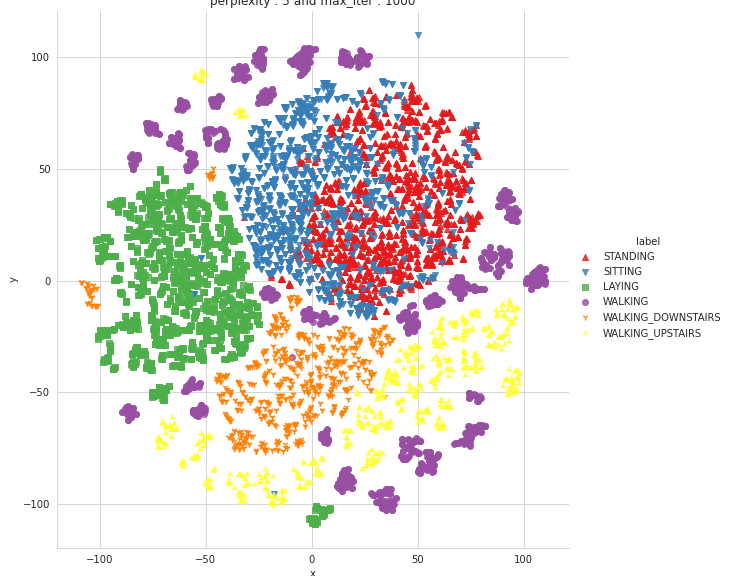 perplexity : 5 and max_iter : 1000
100
50
0
−50
−100
y
−100
−50
0
50
100
x
label
STANDING
SITTING
LAYING
WALKING
WALKING_DOWNSTAIRS
WALKING_UPSTAIRS